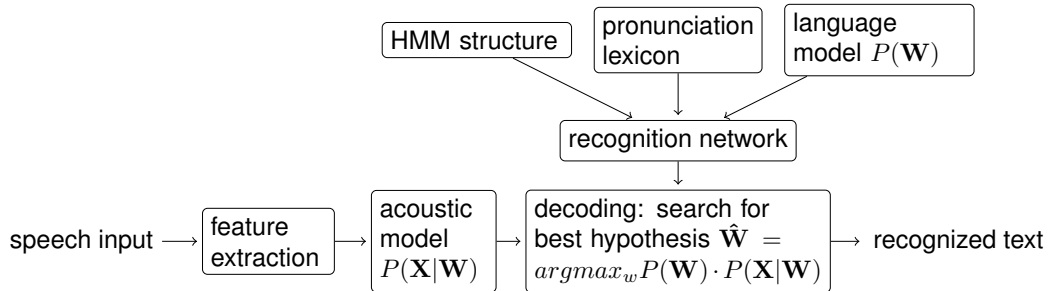 HMM structure
pronunciation
lexicon
language
model P(W)
recognition network
speech input
feature
extraction
acoustic
model
P(X|W)
decoding: search for
best hypothesis Ŵ =
argmax_w P(W) · P(X|W)
recognized text